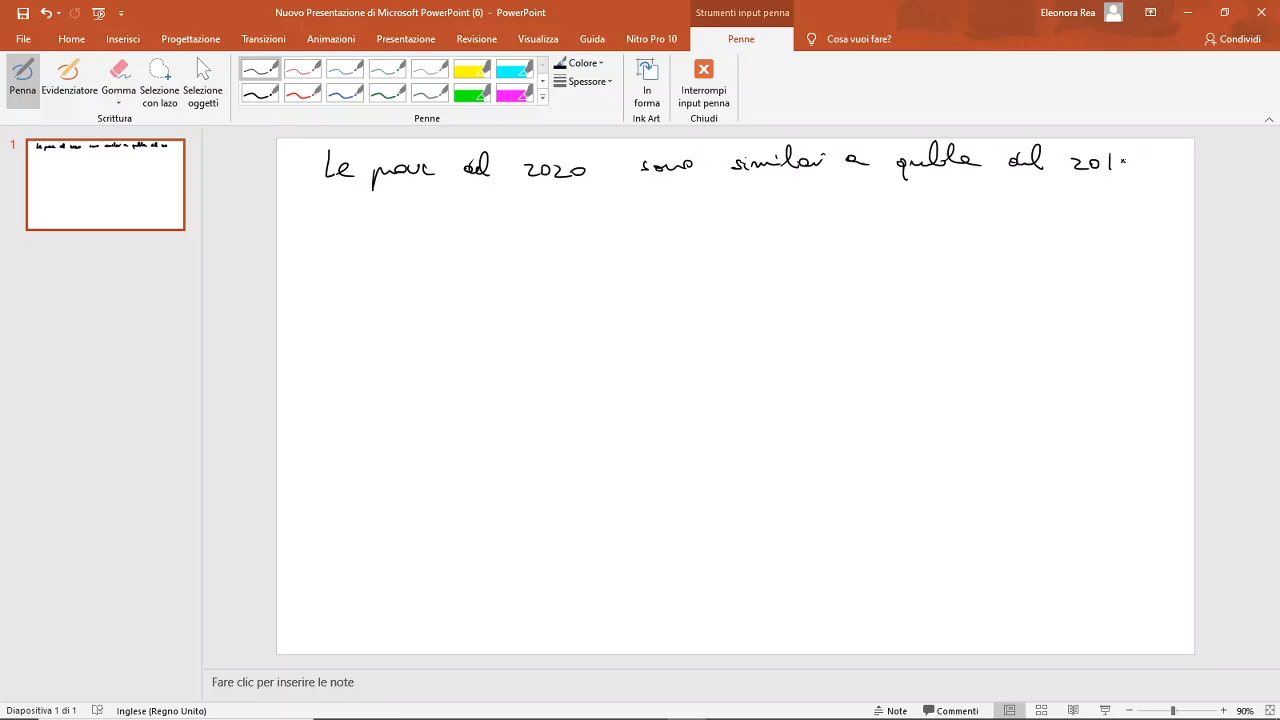 Nuovo Presentazione di Microsoft PowerPoint (6) - PowerPoint
Strumenti input penna
Eleonora Rea
File Home Inserisci Progettazione Transizioni Animazioni Presentazione Revisione Visualizza Guida Nitro Pro 10 Penne Cosa vuoi fare? Condividi
Penna Evidenziatore Gomma Selezione con lazo Selezione oggetti
Scrittura
Penne
Colore
Spessore
In forma
Ink Art
Interrompi input penna
Chiudi
1
Le prove del 2020 sono similari a quelle del 201
Fare clic per inserire le note
Diapositiva 1 di 1 Inglese (Regno Unito) Note Commenti 90%